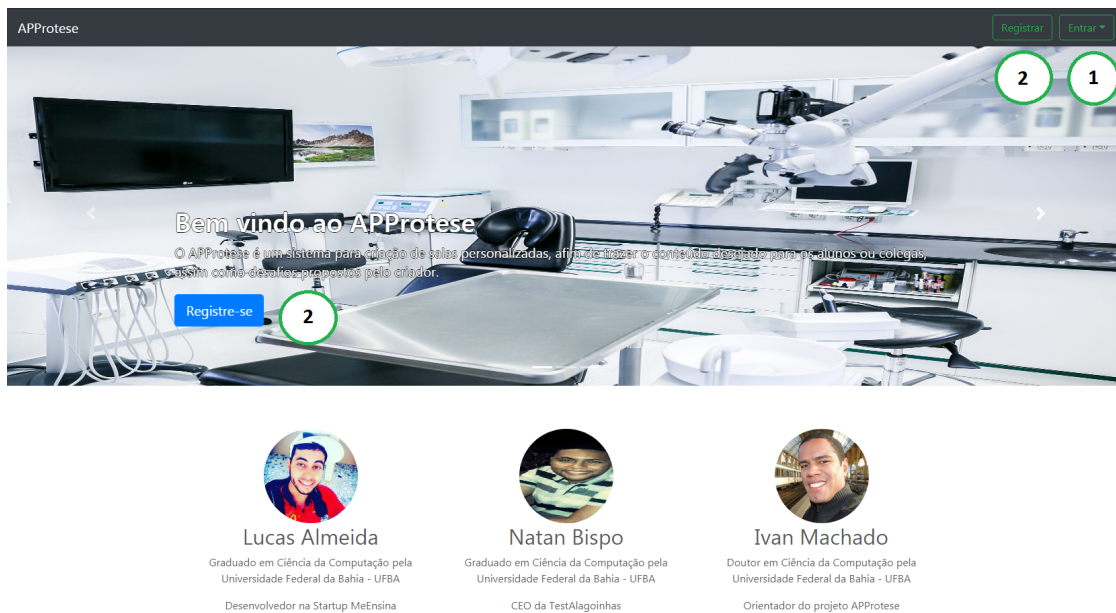 APProtese
Registrar
Entrar
2
1
Bem vindo ao APProtese
O APProtese é um sistema para criação de salas personalizadas, afim de trazer o conteúdo desejado para os alunos ou colegas,
assim como desafios propostos pelo criador.
Registre-se
2
Lucas Almeida
Graduado em Ciência da Computação pela
Universidade Federal da Bahia - UFBA
Desenvolvedor na Startup MeEnsina
Natan Bispo
Graduado em Ciência da Computação pela
Universidade Federal da Bahia - UFBA
CEO da TestAlagoinhas
Ivan Machado
Doutor em Ciência da Computação pela
Universidade Federal da Bahia - UFBA
Orientador do projeto APProtese